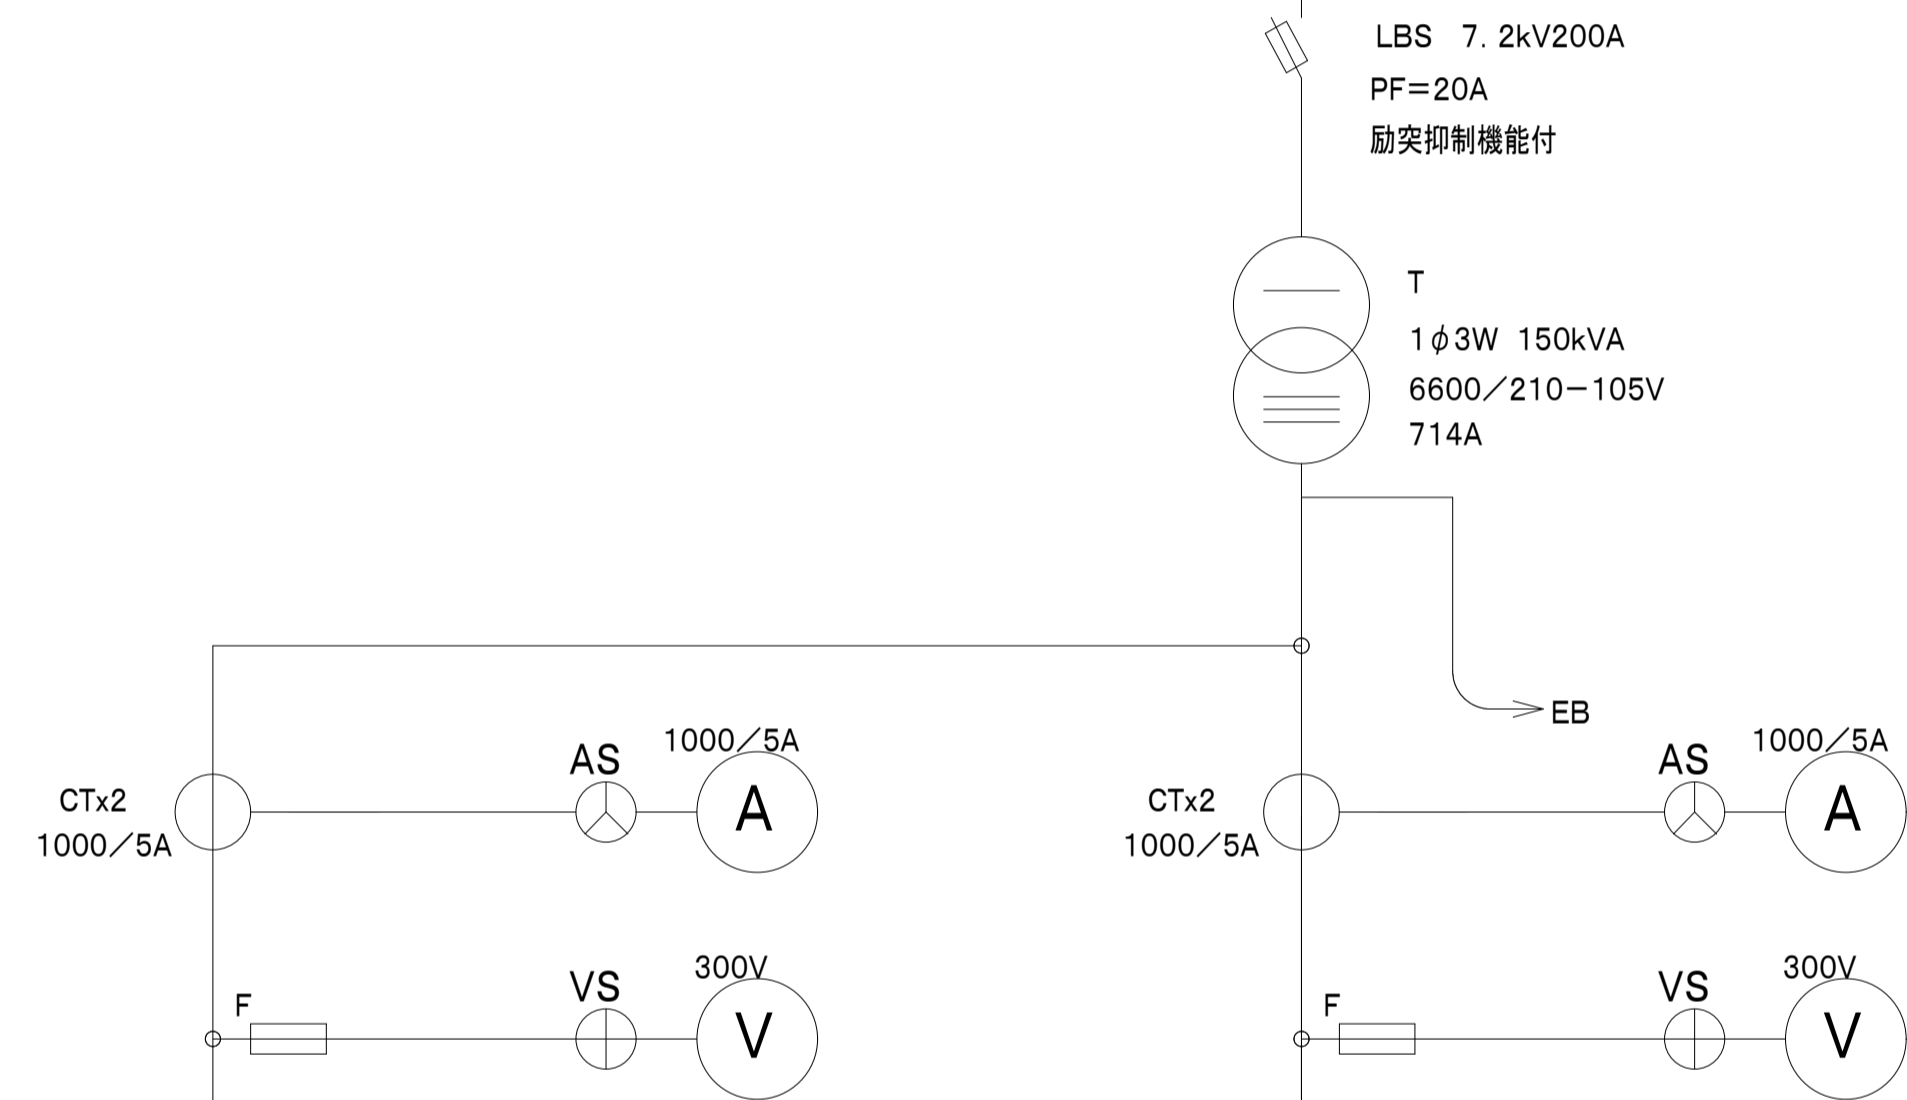 LBS 7. 2kV200A
PF=20A
励突抑制機能付
T
1φ3W 150kVA
6600/210-105V
714A
EB
CTx2
1000/5A
AS
1000/5A
A
CTx2
1000/5A
AS
1000/5A
A
F
VS
300V
V
F
VS
300V
V